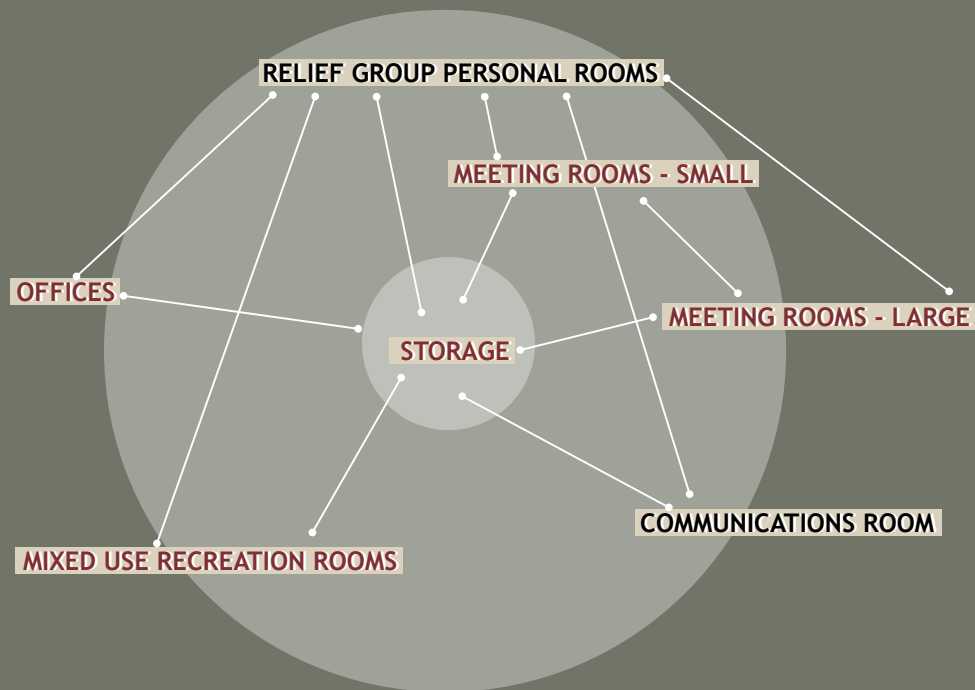 RELIEF GROUP PERSONAL ROOMS
MEETING ROOMS - SMALL
OFFICES
MEETING ROOMS - LARGE
STORAGE
COMMUNICATIONS ROOM
MIXED USE RECREATION ROOMS